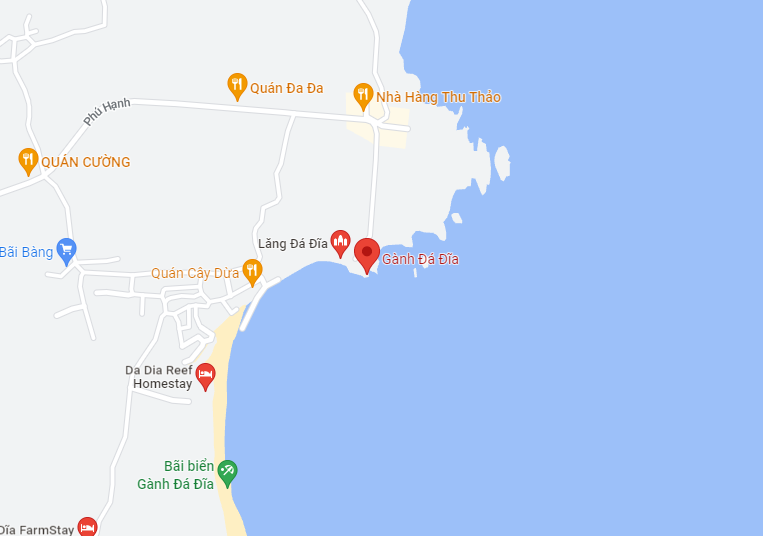 Quán Đa Đa
Nhà Hàng Thu Thảo
Phú Hạnh
QUÁN CƯỜNG
Lăng Đá Đĩa
Bãi Bàng
Gành Đá Đĩa
Quán Cây Dừa
Da Dia Reef
Homestay
Bãi biển
Gành Đá Đĩa
Dĩa FarmStay